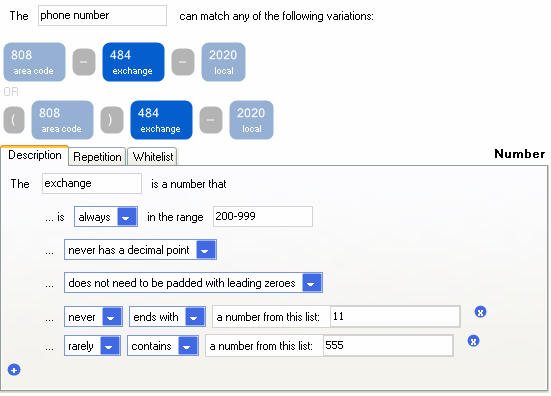 The phone number can match any of the following variations:
808 – 484 – 2020
area code exchange local
OR
( 808 ) 484 – 2020
area code exchange local
Description Repetition Whitelist Number
The exchange is a number that
... is always in the range 200-999
... never has a decimal point
... does not need to be padded with leading zeroes
... never ends with a number from this list: 11 x
... rarely contains a number from this list: 555 x
+